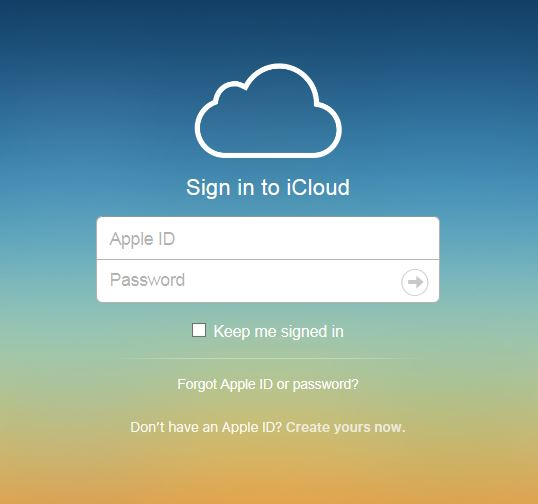 Sign in to iCloud
Apple ID
Password
Keep me signed in
Forgot Apple ID or password?
Don't have an Apple ID? Create yours now.